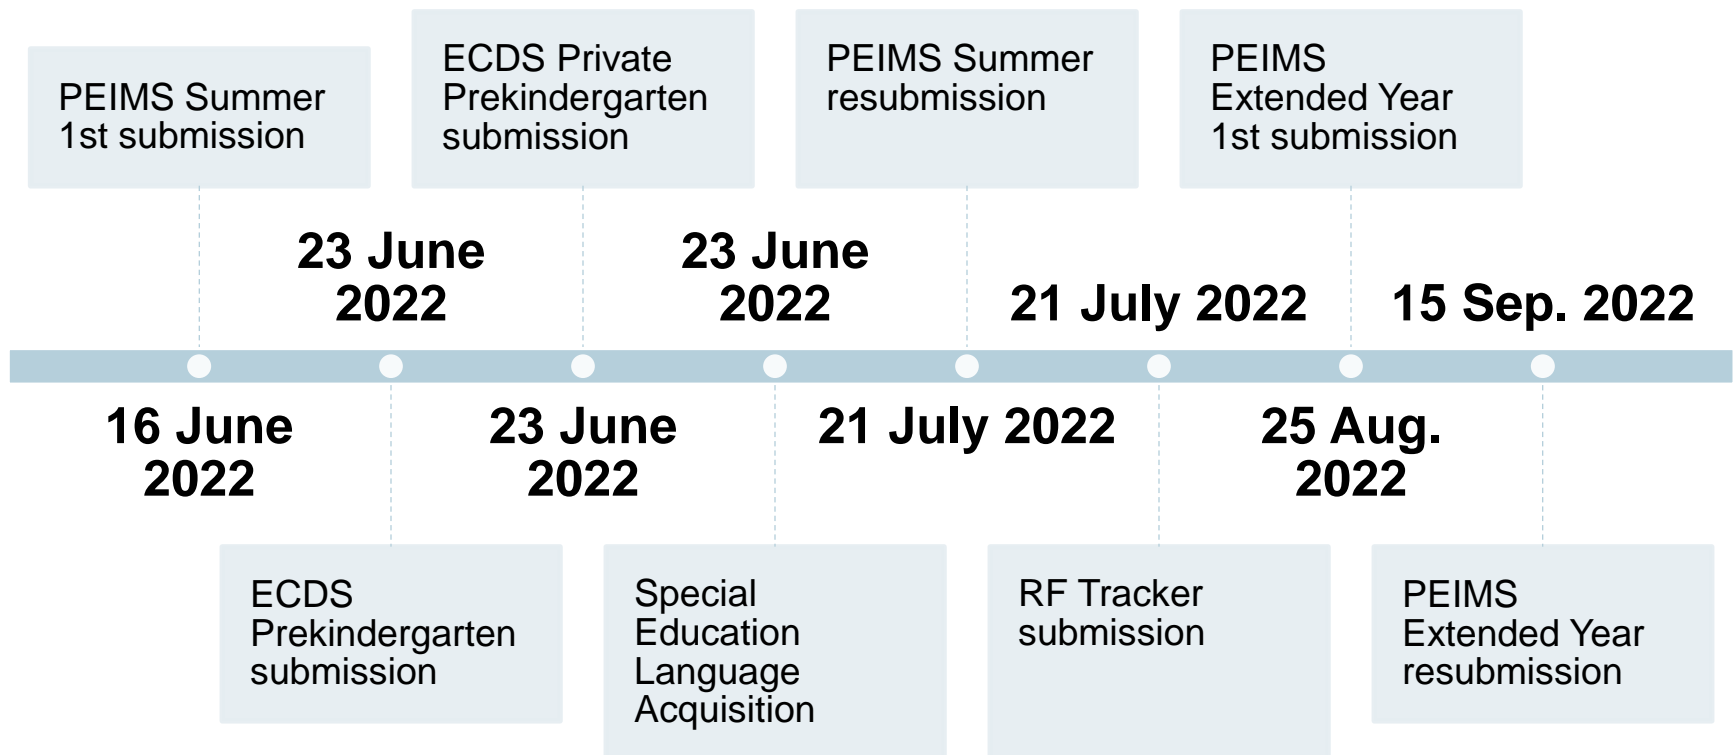 PEIMS Summer
1st submission
ECDS Private
Prekindergarten
submission
PEIMS Summer
resubmission
PEIMS
Extended Year
1st submission
23 June
2022
23 June
2022
21 July 2022
15 Sep. 2022
16 June
2022
23 June
2022
21 July 2022
25 Aug.
2022
ECDS
Prekindergarten
submission
Special
Education
Language
Acquisition
RF Tracker
submission
PEIMS
Extended Year
resubmission